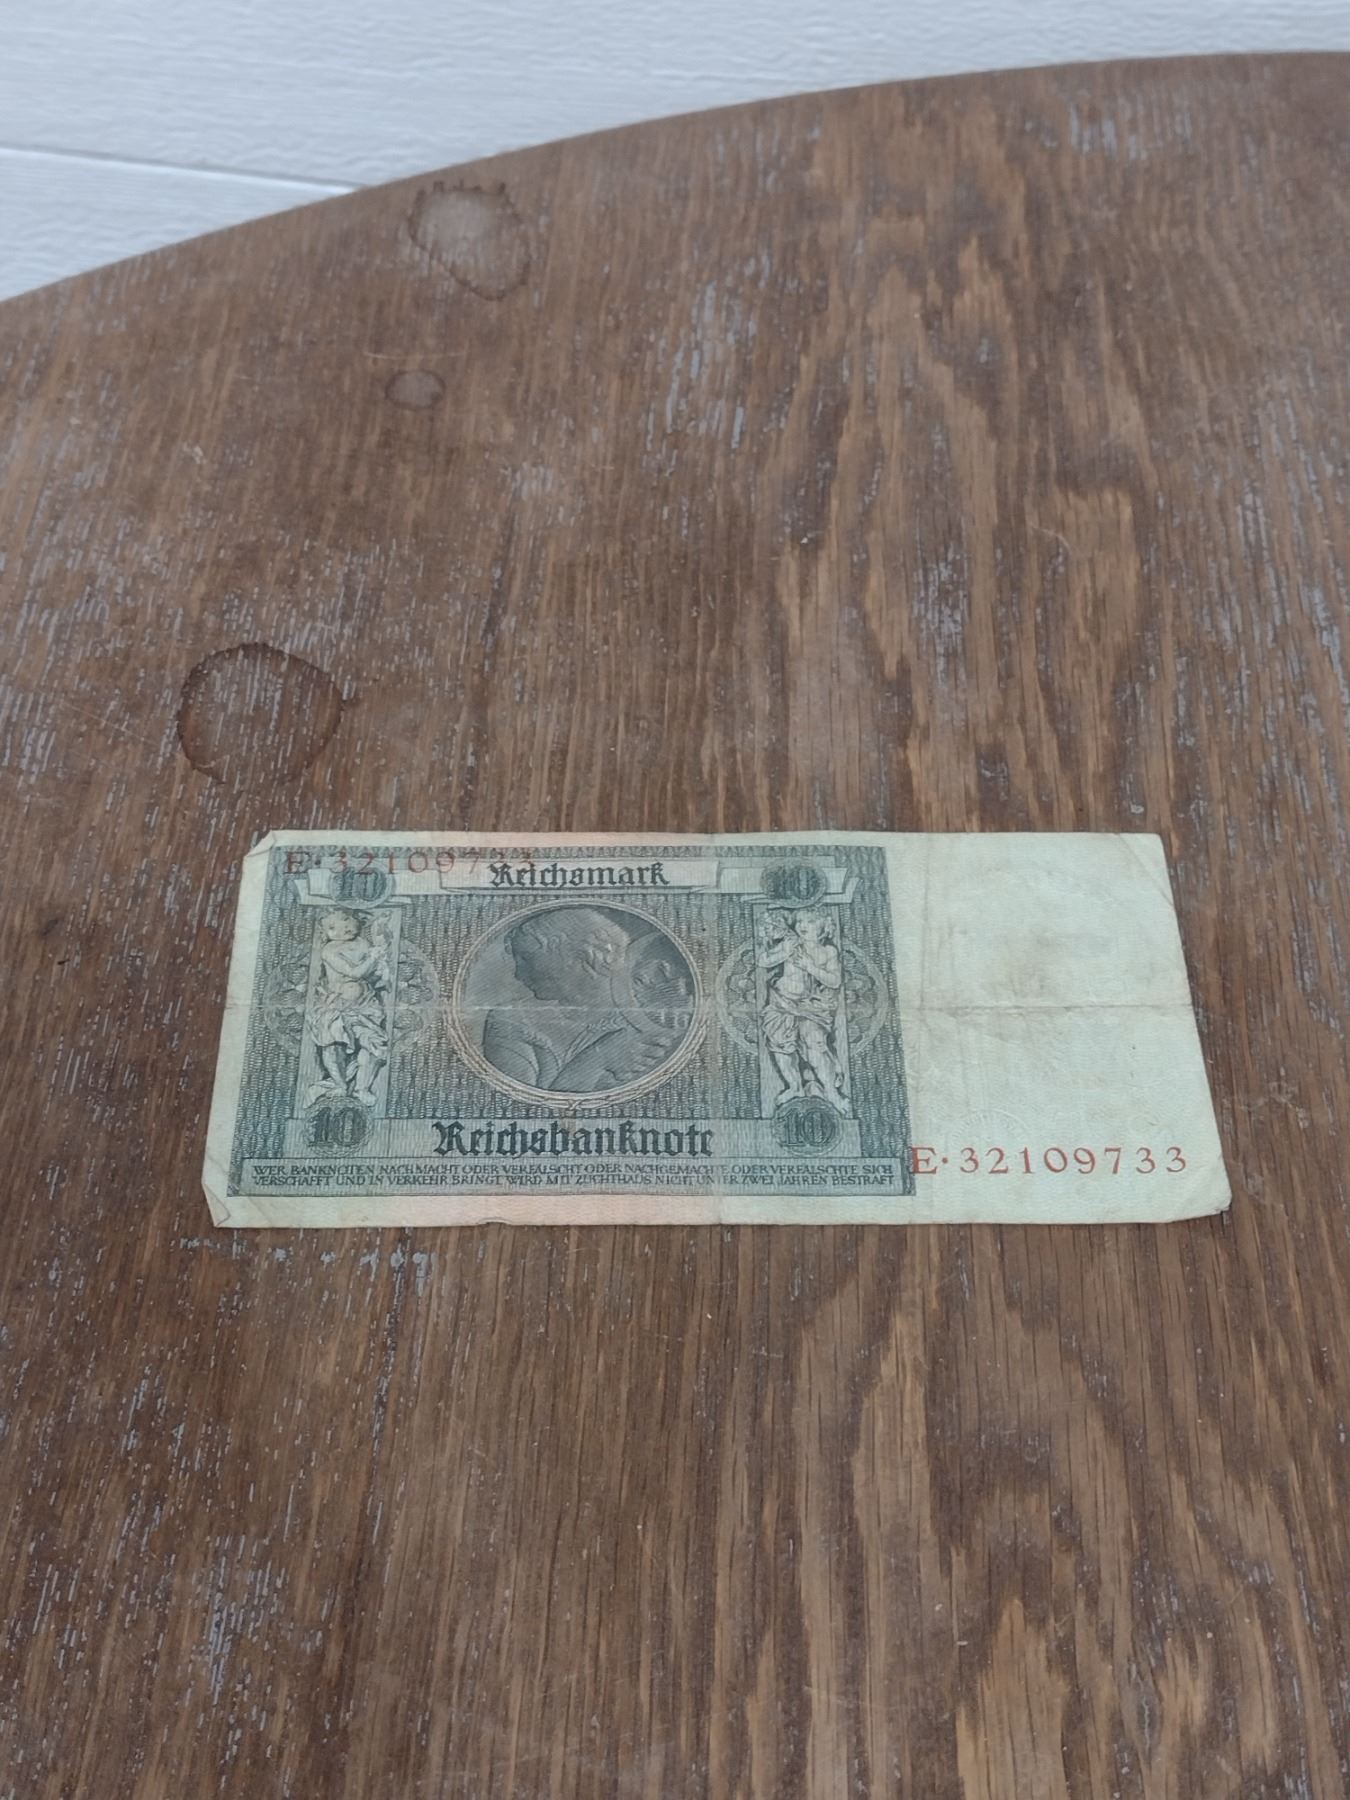 E·32109733
10 Reichsmark 10
10 Reichsbanknote 10
WER BANKNOTEN NACHMACHT ODER VERFÄLSCHT ODER NACHGEMACHTE ODER VERFÄLSCHTE SICH
VERSCHAFFT UND IN VERKEHR BRINGT, WIRD MIT ZUCHTHAUS NICHT UNTER ZWEI JAHREN BESTRAFT
E·32109733